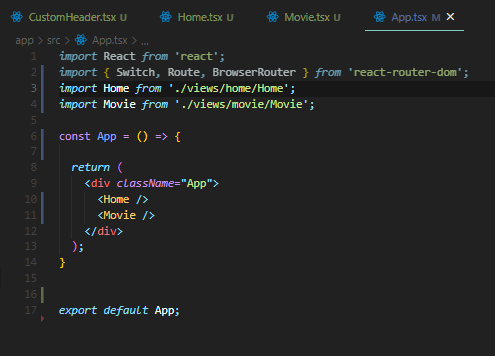 CustomHeader.tsx U Home.tsx U Movie.tsx U App.tsx M ×
app > src > App.tsx > ...
1 import React from 'react';
2 import { Switch, Route, BrowserRouter } from 'react-router-dom';
3 import Home from './views/home/Home';
4 import Movie from './views/movie/Movie';
5
6 const App = () => {
7
8 return (
9 <div className="App">
10 <Home />
11 <Movie />
12 </div>
13 );
14 }
15
16
17 export default App;